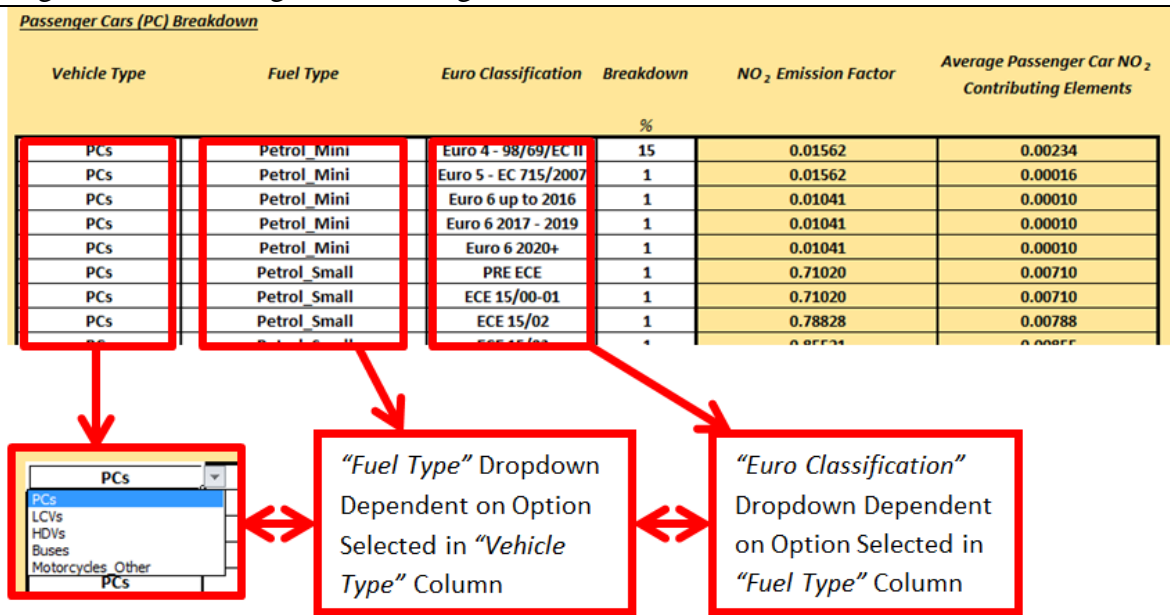 Passenger Cars (PC) Breakdown
Vehicle Type Fuel Type Euro Classification Breakdown NO2 Emission Factor Average Passenger Car NO2
Contributing Elements
%
PCs Petrol_Mini Euro 4 - 98/69/EC II 15 0.01562 0.00234
PCs Petrol_Mini Euro 5 - EC 715/2007 1 0.01562 0.00016
PCs Petrol_Mini Euro 6 up to 2016 1 0.01041 0.00010
PCs Petrol_Mini Euro 6 2017 - 2019 1 0.01041 0.00010
PCs Petrol_Mini Euro 6 2020+ 1 0.01041 0.00010
PCs Petrol_Small PRE ECE 1 0.71020 0.00710
PCs Petrol_Small ECE 15/00-01 1 0.71020 0.00710
PCs Petrol_Small ECE 15/02 1 0.78828 0.00788
PCs
PCs
LCVs
HDVs
Buses
Motorcycles_Other
PCs
“Fuel Type” Dropdown
Dependent on Option
Selected in “Vehicle
Type” Column
“Euro Classification”
Dropdown Dependent
on Option Selected in
“Fuel Type” Column